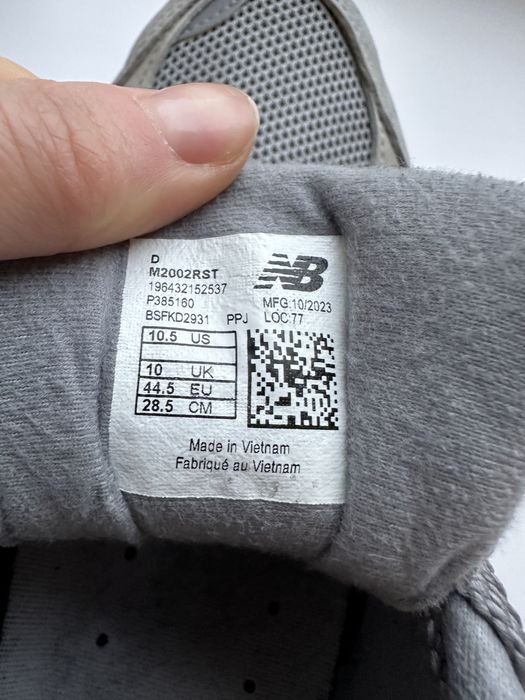 D
M2002RST
196432152537
P385160
BSFKD2931 PPJ
NB
MFG:10/2023
LOC:77
10.5 US
10 UK
44.5 EU
28.5 CM
Made in Vietnam
Fabriqué au Vietnam